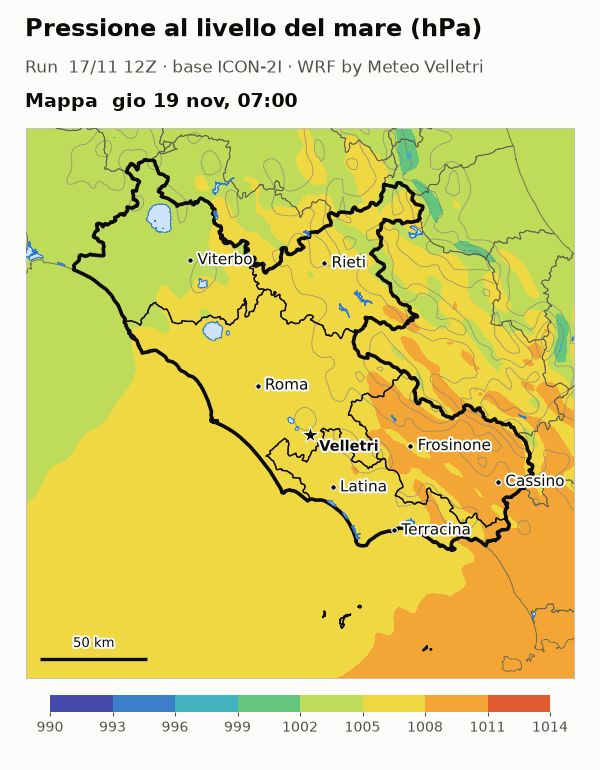 Pressione al livello del mare (hPa)
Run  17/11 12Z · base ICON-2I · WRF by Meteo Velletri
Mappa  gio 19 nov, 07:00
Viterbo
Rieti
Roma
Velletri
Frosinone
Latina
Cassino
Terracina
50 km
990 993 996 999 1002 1005 1008 1011 1014